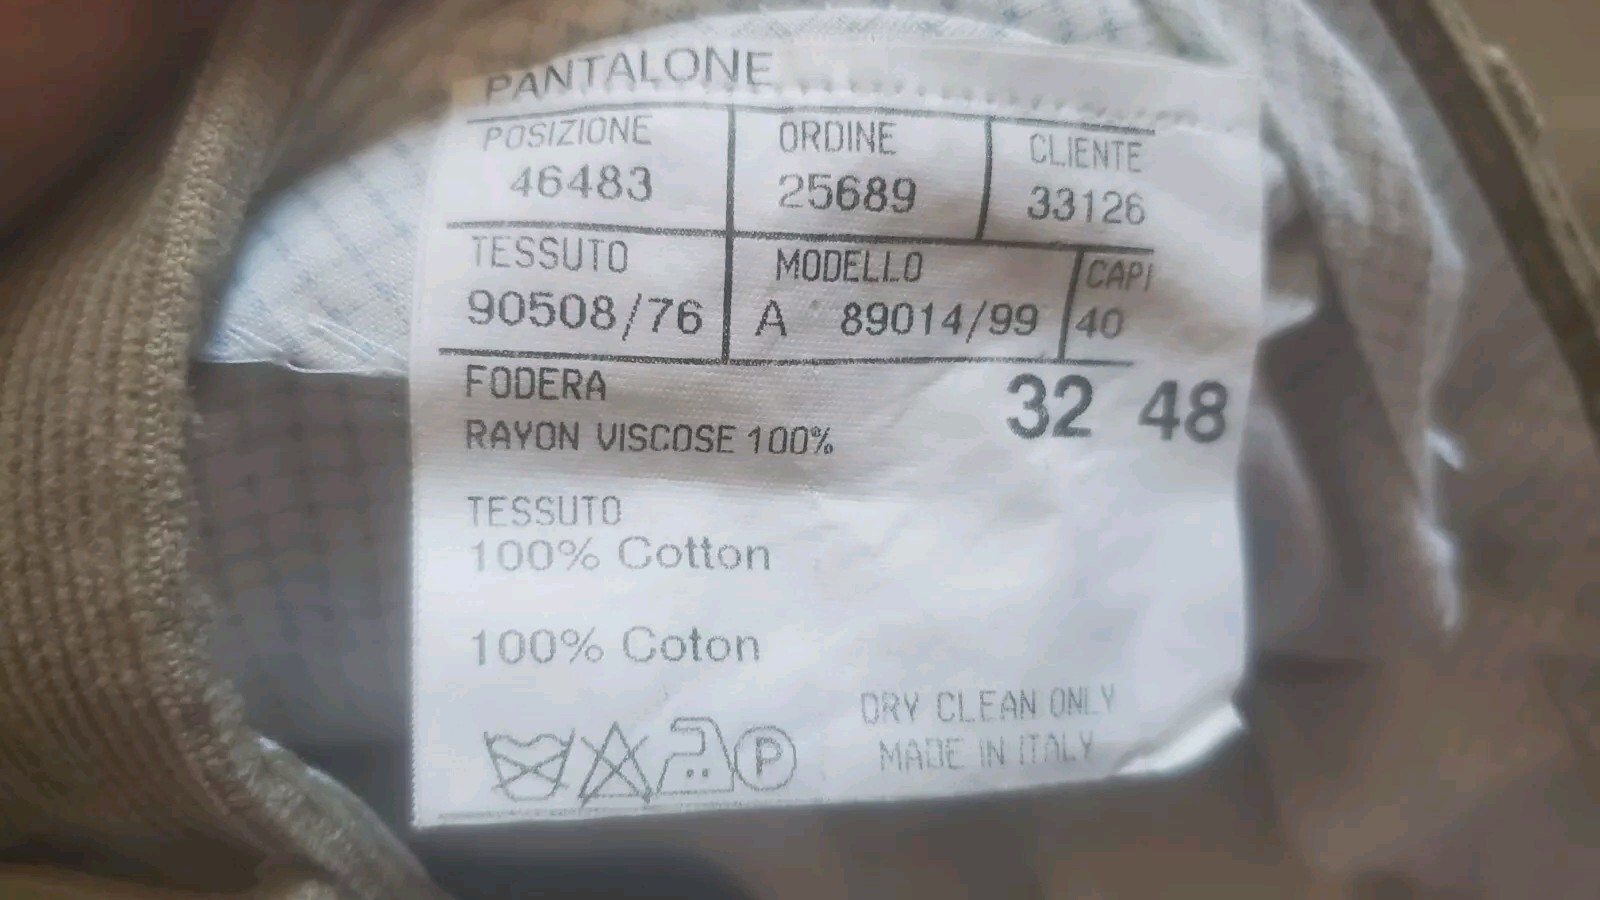 PANTALONE
POSIZIONE ORDINE CLIENTE
46483 25689 33126
TESSUTO MODELLO CAPI
90508/76 A 89014/99 40
FODERA 32 48
RAYON VISCOSE 100%
TESSUTO
100% Cotton
100% Coton
DRY CLEAN ONLY
MADE IN ITALY
P